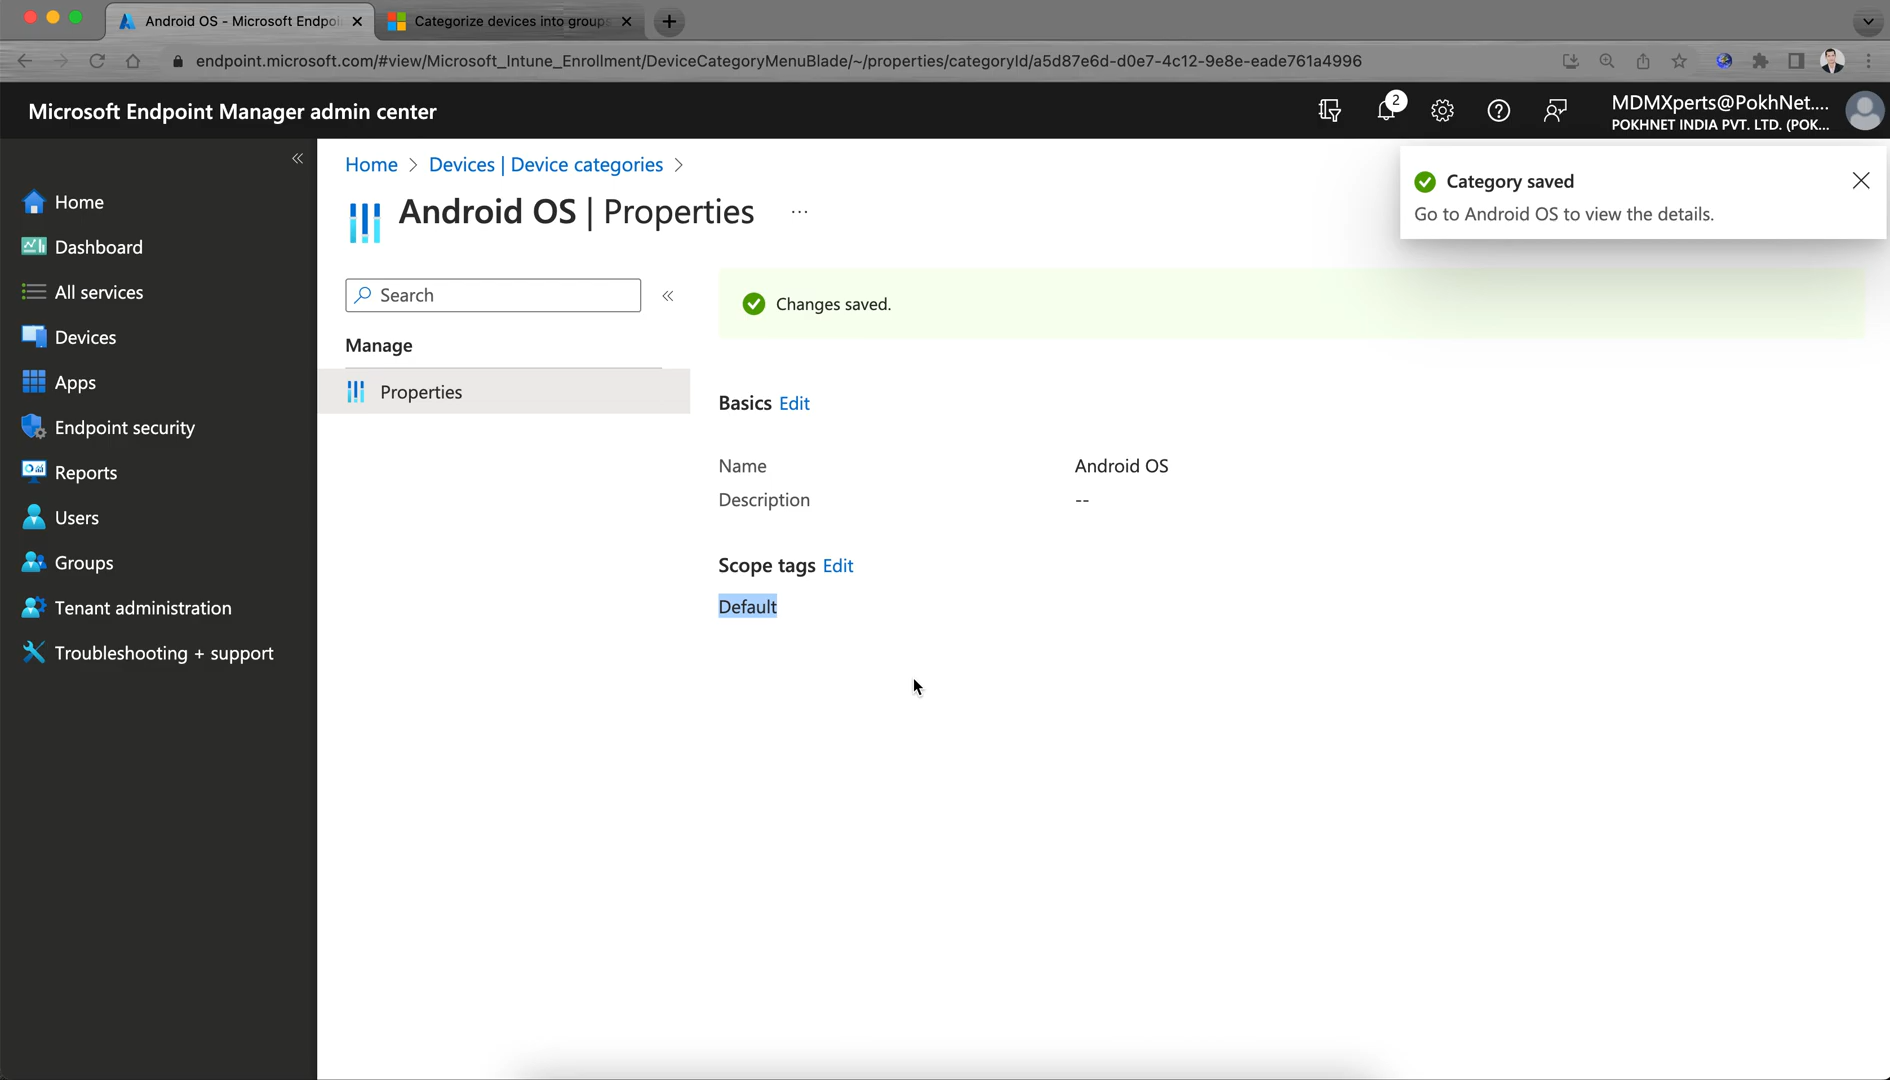 Android OS - Microsoft Endpoi
Categorize devices into groups
endpoint.microsoft.com/#view/Microsoft_Intune_Enrollment/DeviceCategoryMenuBlade/~/properties/categoryId/a5d87e6d-d0e7-4c12-9e8e-eade761a4996
Microsoft Endpoint Manager admin center
2
MDMXperts@PokhNet....
POKHNET INDIA PVT. LTD. (POK...
Home
Dashboard
All services
Devices
Apps
Endpoint security
Reports
Users
Groups
Tenant administration
Troubleshooting + support
Home > Devices | Device categories >
Android OS | Properties ...
Category saved
Go to Android OS to view the details.
Search
Manage
Properties
Changes saved.
Basics Edit
Name Android OS
Description --
Scope tags Edit
Default